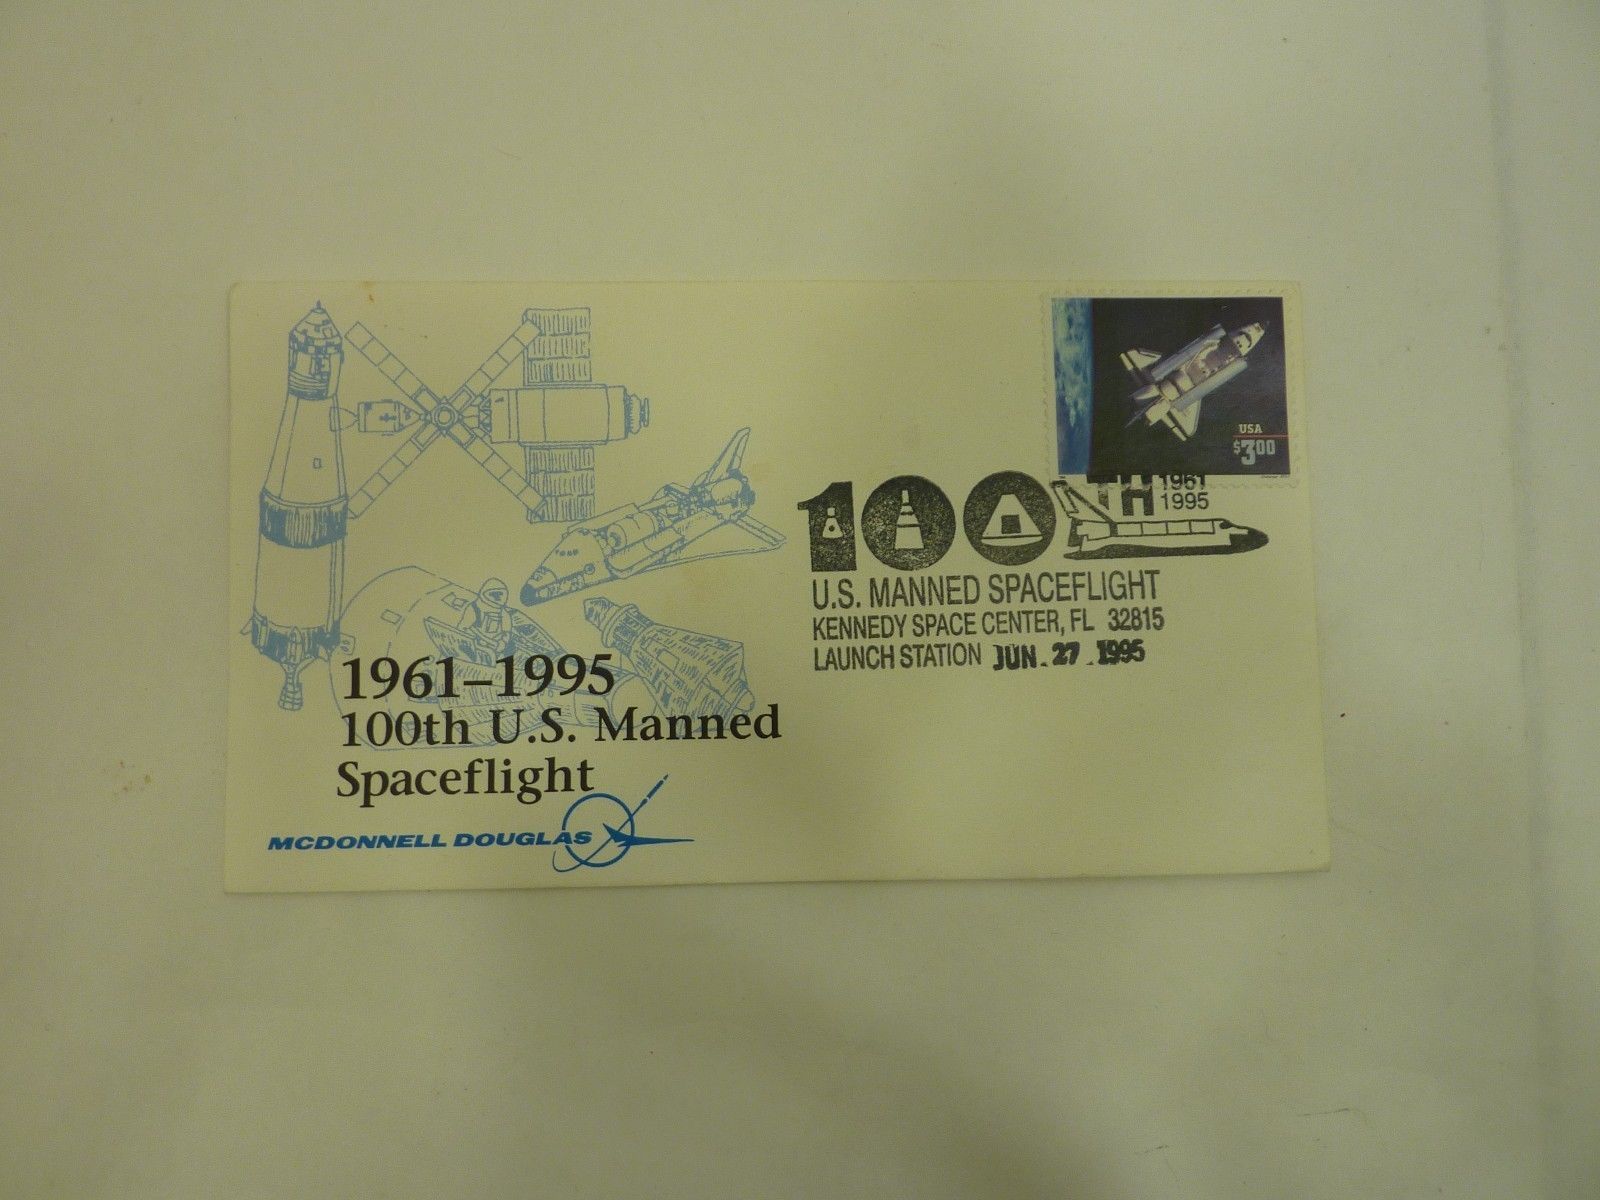 USA
$3.00
100TH
1961
1995
U.S. MANNED SPACEFLIGHT
KENNEDY SPACE CENTER, FL 32815
LAUNCH STATION JUN. 27. 1995
1961–1995
100th U.S. Manned
Spaceflight
MCDONNELL DOUGLAS